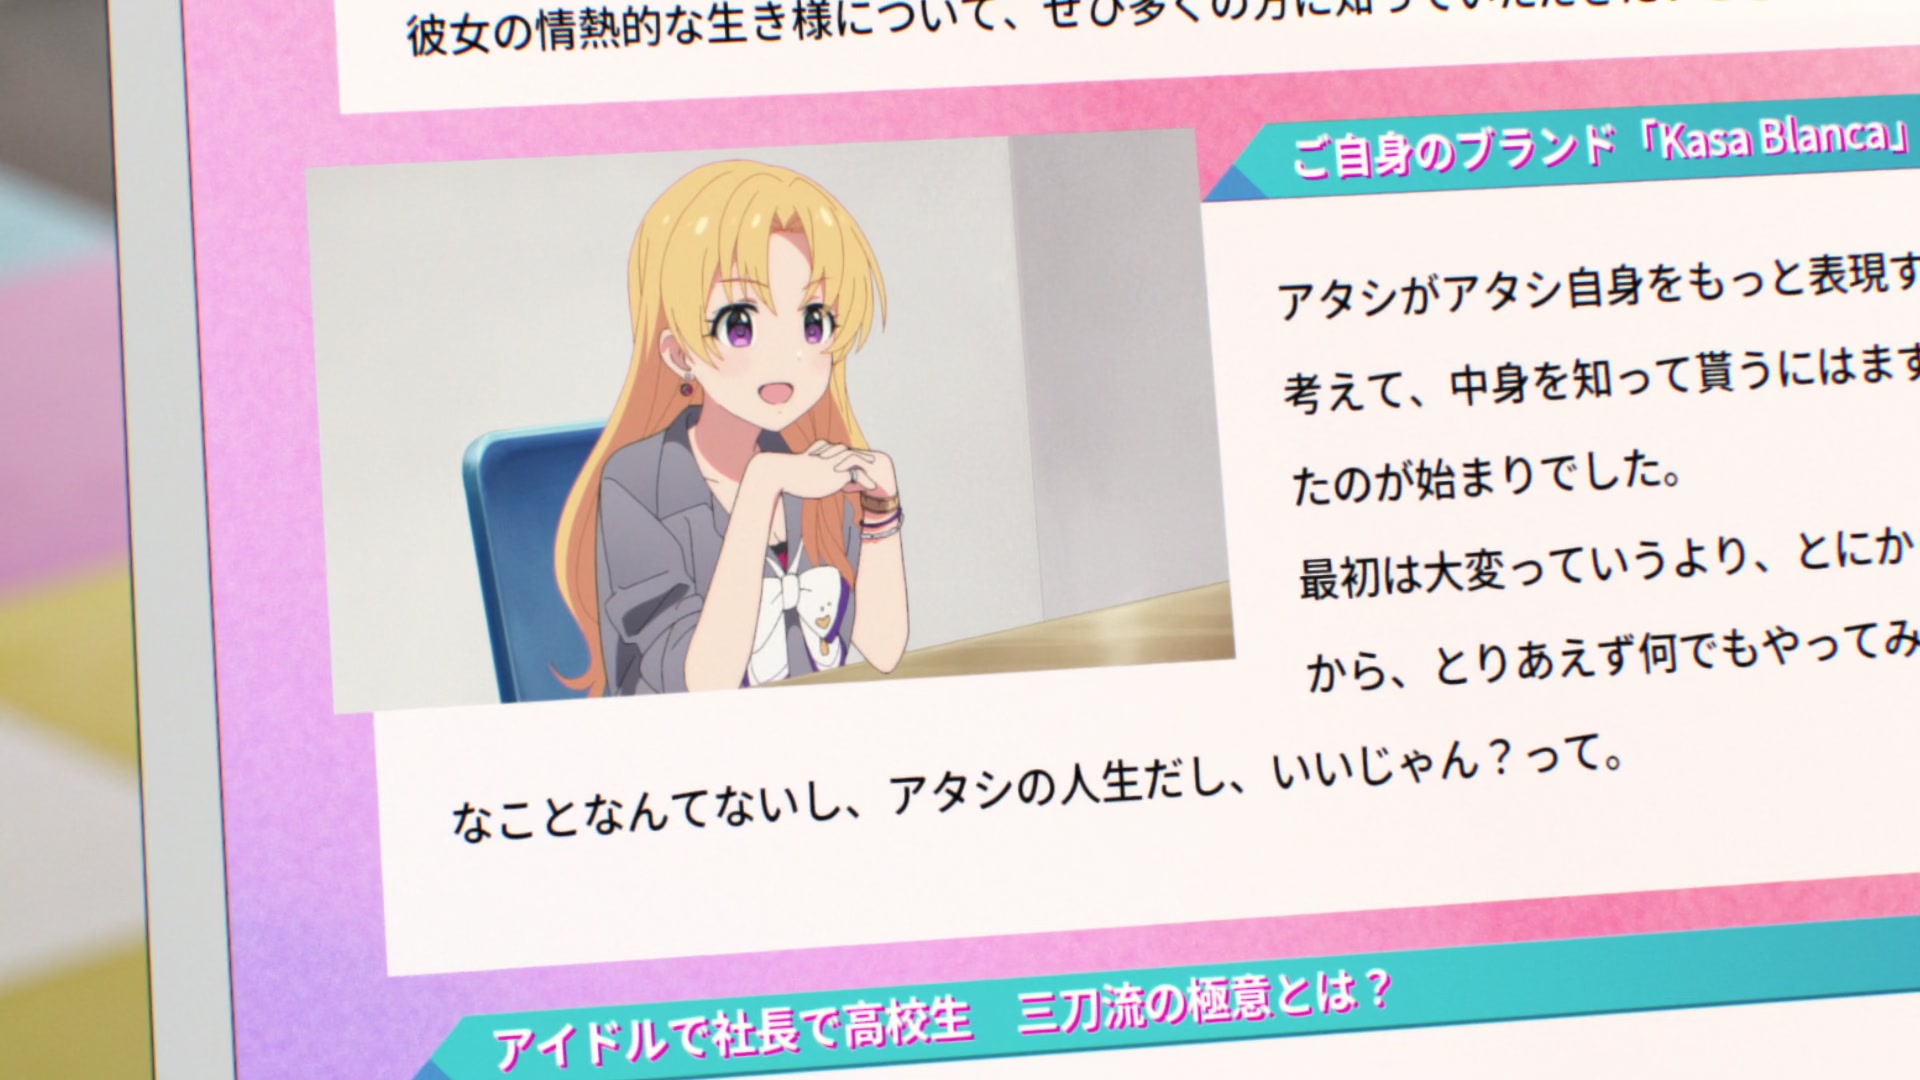 彼女の情熱的な生き様について、ぜひ多くの方に知っていただきた
ご自身のブランド「Kasa Blanca」
アタシがアタシ自身をもっと表現す
考えて、中身を知って貰うにはまず
たのが始まりでした。
最初は大変っていうより、とにか
から、とりあえず何でもやってみ
なことなんてないし、アタシの人生だし、いいじゃん？って。
アイドルで社長で高校生　三刀流の極意とは？